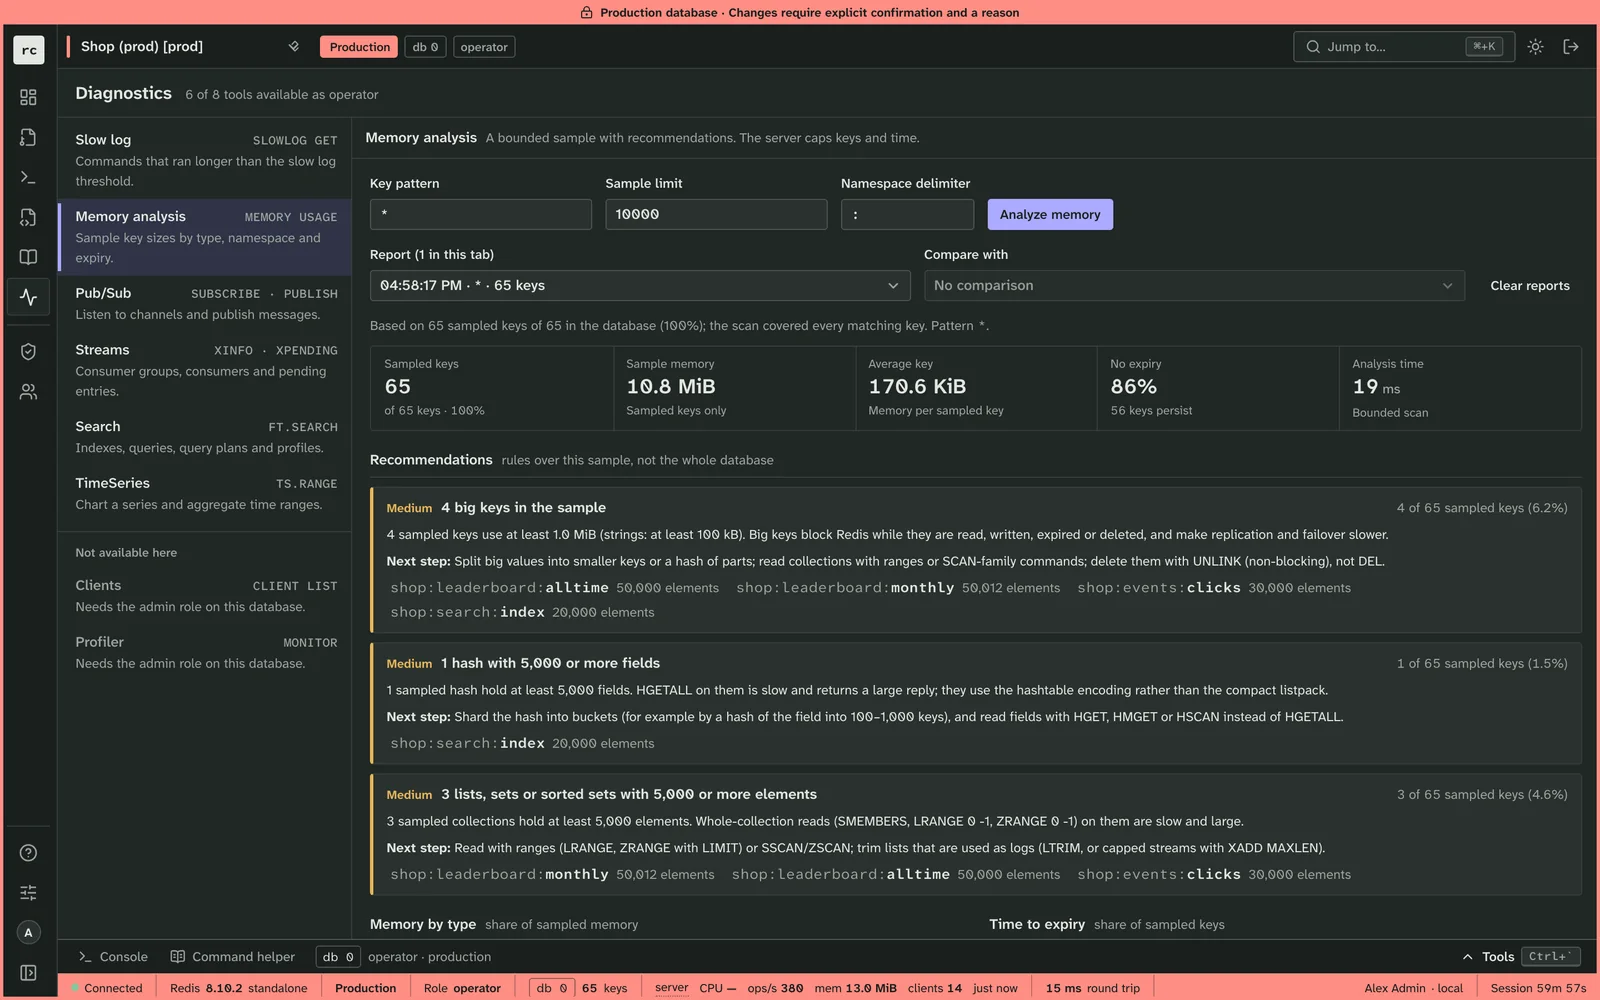 Production database · Changes require explicit confirmation and a reason
rc
Shop (prod) [prod]
Production
db 0
operator
Jump to...
⌘+K
Diagnostics
6 of 8 tools available as operator
Slow log
SLOWLOG GET
Commands that ran longer than the slow log
threshold.
Memory analysis
MEMORY USAGE
Sample key sizes by type, namespace and
expiry.
Pub/Sub
SUBSCRIBE · PUBLISH
Listen to channels and publish messages.
Streams
XINFO · XPENDING
Consumer groups, consumers and pending
entries.
Search
FT.SEARCH
Indexes, queries, query plans and profiles.
TimeSeries
TS.RANGE
Chart a series and aggregate time ranges.
Not available here
Clients
CLIENT LIST
Needs the admin role on this database.
Profiler
MONITOR
Needs the admin role on this database.
Memory analysis
A bounded sample with recommendations. The server caps keys and time.
Key pattern
Sample limit
Namespace delimiter
*
10000
:
Analyze memory
Report (1 in this tab)
Compare with
04:58:17 PM · * · 65 keys
No comparison
Clear reports
Based on 65 sampled keys of 65 in the database (100%); the scan covered every matching key. Pattern *.
Sampled keys
65
of 65 keys · 100%
Sample memory
10.8 MiB
Sampled keys only
Average key
170.6 KiB
Memory per sampled key
No expiry
86%
56 keys persist
Analysis time
19 ms
Bounded scan
Recommendations
rules over this sample, not the whole database
Medium 4 big keys in the sample
4 of 65 sampled keys (6.2%)
4 sampled keys use at least 1.0 MiB (strings: at least 100 kB). Big keys block Redis while they are read, written, expired or deleted, and make replication and failover slower.
Next step: Split big values into smaller keys or a hash of parts; read collections with ranges or SCAN-family commands; delete them with UNLINK (non-blocking), not DEL.
shop:leaderboard:alltime 50,000 elements shop:leaderboard:monthly 50,012 elements shop:events:clicks 30,000 elements
shop:search:index 20,000 elements
Medium 1 hash with 5,000 or more fields
1 of 65 sampled keys (1.5%)
1 sampled hash hold at least 5,000 fields. HGETALL on them is slow and returns a large reply; they use the hashtable encoding rather than the compact listpack.
Next step: Shard the hash into buckets (for example by a hash of the field into 100–1,000 keys), and read fields with HGET, HMGET or HSCAN instead of HGETALL.
shop:search:index 20,000 elements
Medium 3 lists, sets or sorted sets with 5,000 or more elements
3 of 65 sampled keys (4.6%)
3 sampled collections hold at least 5,000 elements. Whole-collection reads (SMEMBERS, LRANGE 0 -1, ZRANGE 0 -1) on them are slow and large.
Next step: Read with ranges (LRANGE, ZRANGE with LIMIT) or SSCAN/ZSCAN; trim lists that are used as logs (LTRIM, or capped streams with XADD MAXLEN).
shop:leaderboard:monthly 50,012 elements shop:leaderboard:alltime 50,000 elements shop:events:clicks 30,000 elements
Memory by type share of sampled memory
Time to expiry share of sampled keys
A
Console
Command helper
db 0
operator · production
Tools
Ctrl+`
Connected
Redis 8.10.2 standalone
Production
Role operator
db 0
65 keys
server
CPU —
ops/s 380
mem 13.0 MiB
clients 14
just now
15 ms round trip
Alex Admin · local
Session 59m 57s